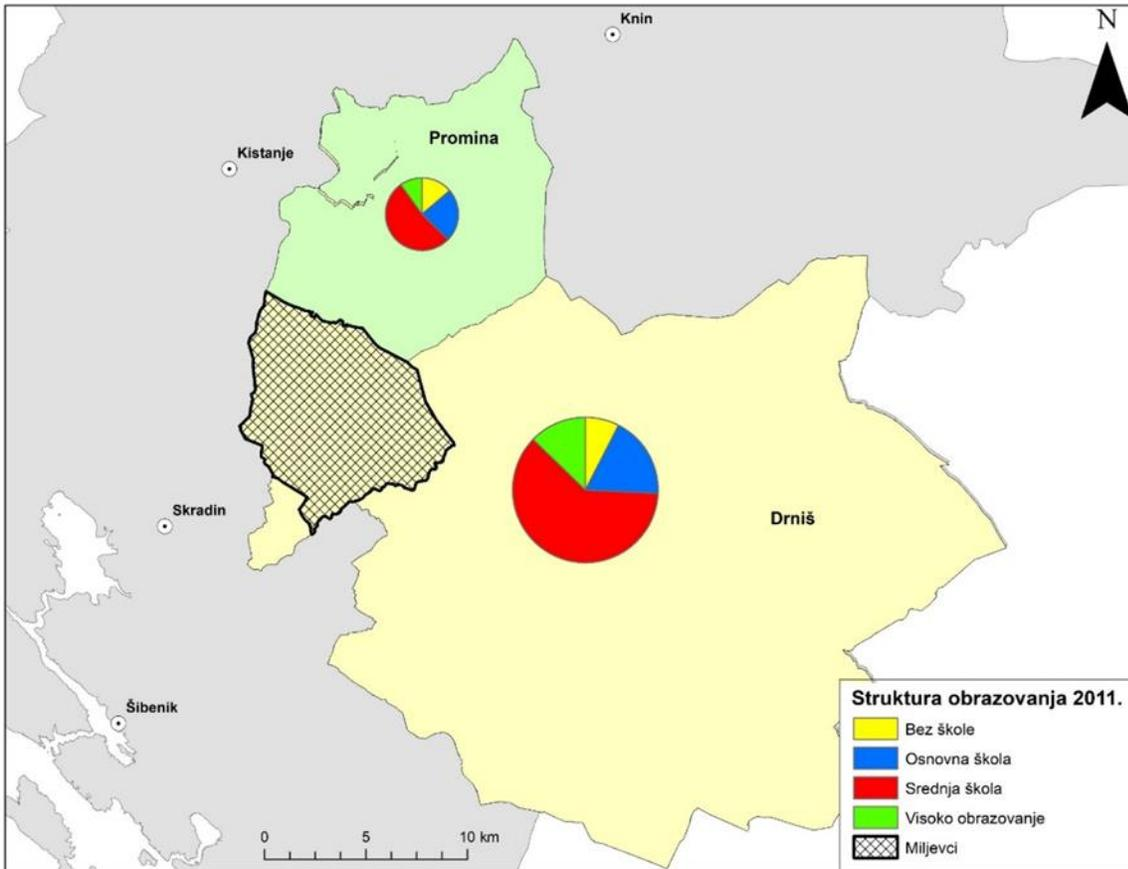 Knin
N
Promina
Kistanje
Skradin
Drniš
Šibenik
0 5 10 km
Struktura obrazovanja 2011.
Bez škole
Osnovna škola
Srednja škola
Visoko obrazovanje
Miljevci